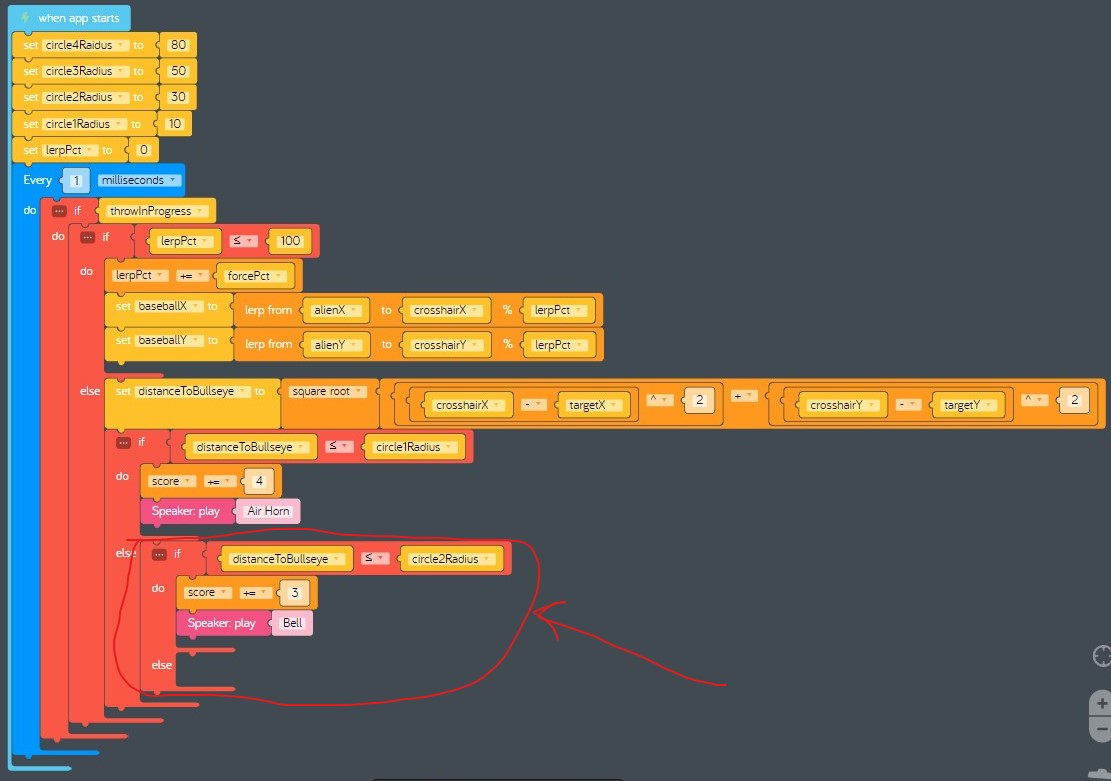 when app starts
set circle4Raidus to 80
set circle3Radius to 50
set circle2Radius to 30
set circle1Radius to 10
set lerpPct to 0
Every 1 milliseconds
do ... if throwInProgress
do ... if lerpPct ≤ 100
do lerpPct += forcePct
set baseballX to lerp from alienX to crosshairX % lerpPct
set baseballY to lerp from alienY to crosshairY % lerpPct
else set distanceToBullseye to square root crosshairX - targetX ^ 2 + crosshairY - targetY ^ 2
... if distanceToBullseye ≤ circle1Radius
do score += 4
Speaker: play Air Horn
else ... if distanceToBullseye ≤ circle2Radius
do score += 3
Speaker: play Bell
else